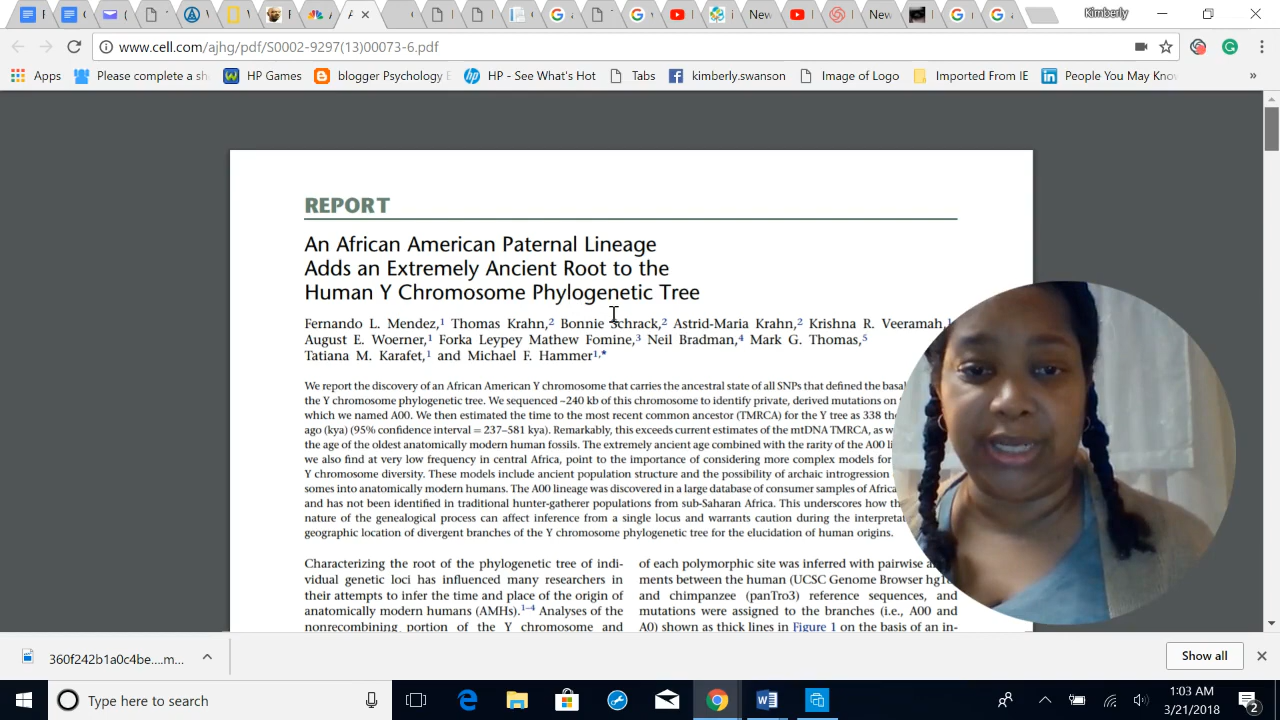 Kimberly
www.cell.com/ajhg/pdf/S0002-9297(13)00073-6.pdf
Apps
Please complete a sh
HP Games
blogger Psychology
HP - See What's Hot
Tabs
kimberly.swanson
Image of Logo
Imported From IE
People You May Know
»
REPORT
An African American Paternal Lineage
Adds an Extremely Ancient Root to the
Human Y Chromosome Phylogenetic Tree
Fernando L. Mendez,1 Thomas Krahn,2 Bonnie Schrack,2 Astrid-Maria Krahn,2 Krishna R. Veeramah,1
August E. Woerner,1 Forka Leypey Mathew Fomine,3 Neil Bradman,4 Mark G. Thomas,5
Tatiana M. Karafet,1 and Michael F. Hammer1,*
We report the discovery of an African American Y chromosome that carries the ancestral state of all SNPs that defined the basal
the Y chromosome phylogenetic tree. We sequenced ~240 kb of this chromosome to identify private, derived mutations on
which we named A00. We then estimated the time to the most recent common ancestor (TMRCA) for the Y tree as 338
ago (kya) (95% confidence interval = 237–581 kya). Remarkably, this exceeds current estimates of the mtDNA TMRCA, as
the age of the oldest anatomically modern human fossils. The extremely ancient age combined with the rarity of the A00
we also find at very low frequency in central Africa, point to the importance of considering more complex models for
Y chromosome diversity. These models include ancient population structure and the possibility of archaic introgression
somes into anatomically modern humans. The A00 lineage was discovered in a large database of consumer samples of
and has not been identified in traditional hunter-gatherer populations from sub-Saharan Africa. This underscores how
nature of the genealogical process can affect inference from a single locus and warrants caution during the
geographic location of divergent branches of the Y chromosome phylogenetic tree for the elucidation of human origins.
Characterizing the root of the phylogenetic tree of indi-
vidual genetic loci has influenced many researchers in
their attempts to infer the time and place of the origin of
anatomically modern humans (AMHs).1–4 Analyses of the
nonrecombining portion of the Y chromosome and
of each polymorphic site was inferred with pairwise
ments between the human (UCSC Genome Browser
and chimpanzee (panTro3) reference sequences, and
mutations were assigned to the branches (i.e., A00 and
A0) shown as thick lines in Figure 1 on the basis of an in-
360f242b1a0c4be....m...
Show all
Type here to search
1:03 AM
3/21/2018
2